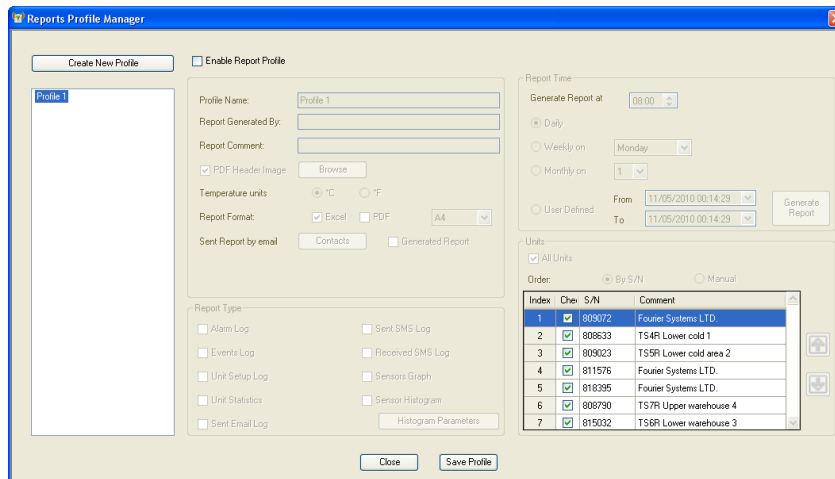 Reports Profile Manager
Create New Profile
Enable Report Profile
Profile 1
Profile Name: Profile 1
Report Generated By:
Report Comment:
PDF Header Image Browse
Temperature units °C °F
Report Format: Excel PDF A4
Sent Report by email Contacts Generated Report
Report Type
Alarm Log Sent SMS Log
Events Log Received SMS Log
Unit Setup Log Sensors Graph
Unit Statistics Sensor Histogram
Sent Email Log Histogram Parameters
Report Time
Generate Report at 08:00
Daily
Weekly on Monday
Monthly on 1
User Defined From 11/05/2010 00:14:29
To 11/05/2010 00:14:29
Generate Report
Units
All Units
Order: By S/N Manual
Index Chec S/N Comment
1 809072 Fourier Systems LTD.
2 808633 TS4R Lower cold 1
3 809023 TS5R Lower cold area 2
4 811576 Fourier Systems LTD.
5 818395 Fourier Systems LTD.
6 808790 TS7R Upper warehouse 4
7 815032 TS6R Lower warehouse 3
Close Save Profile